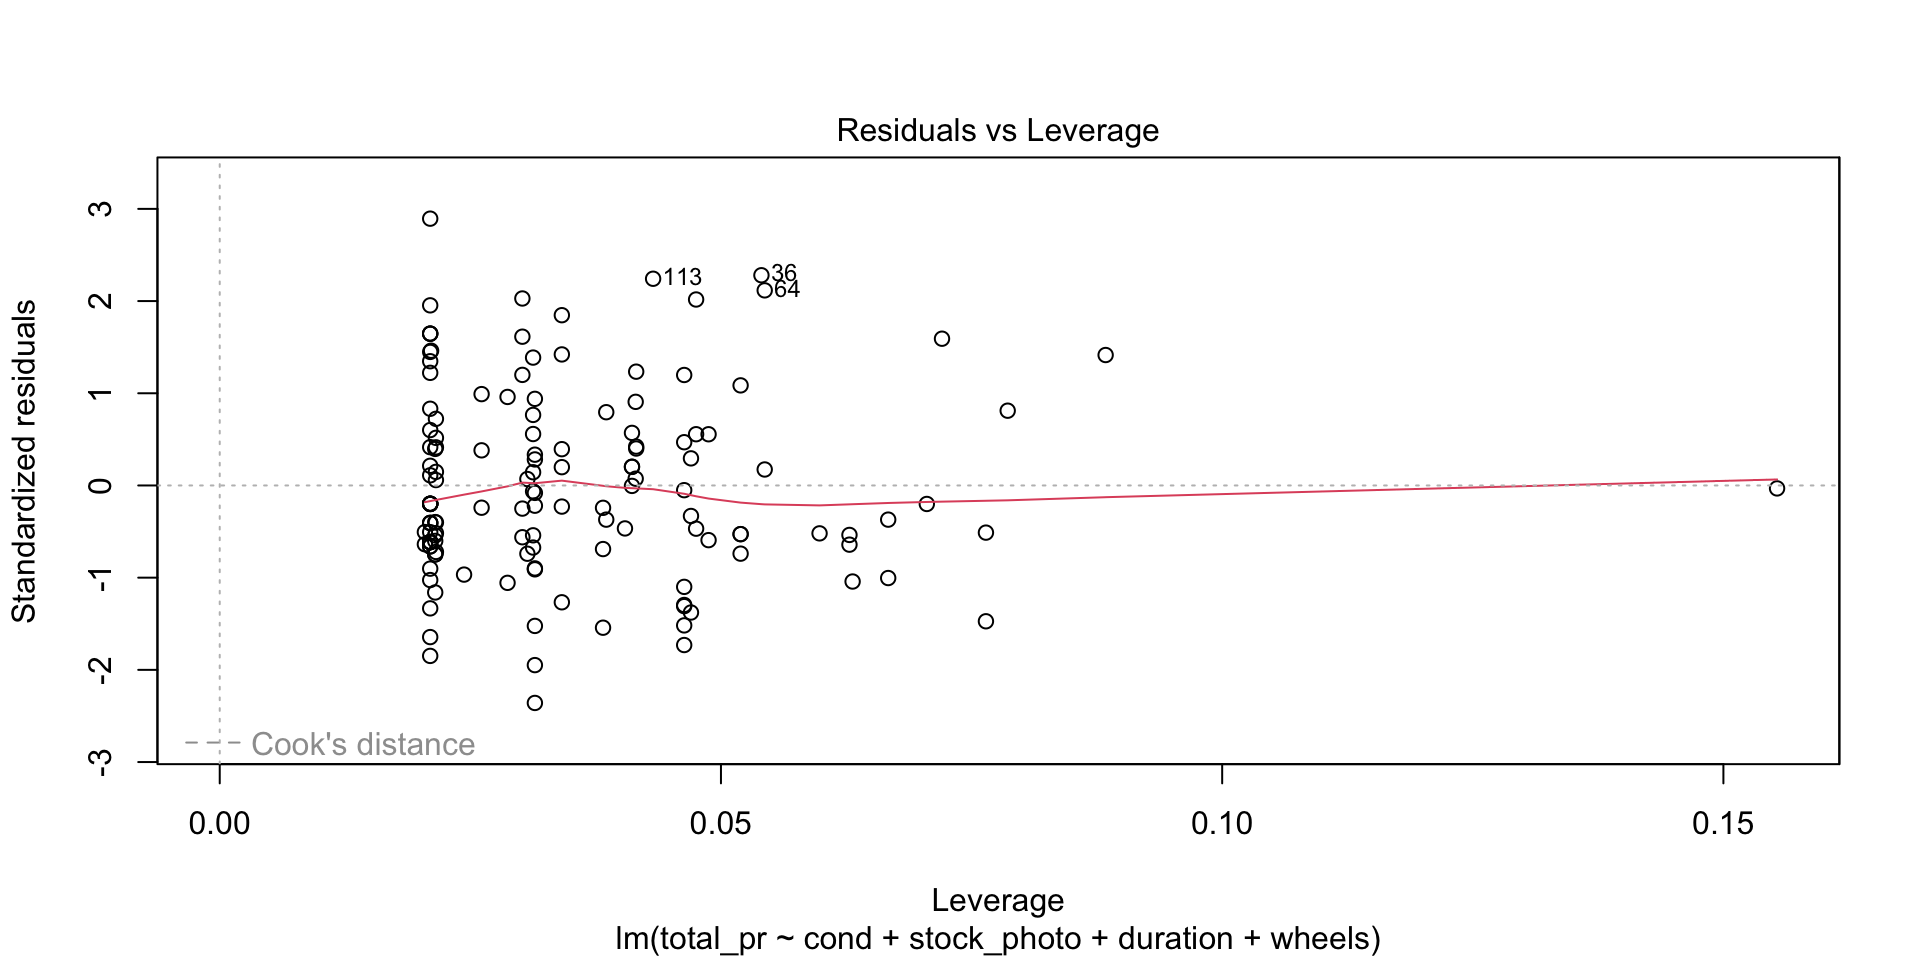 Residuals vs Leverage
Standardized residuals
3
2
1
0
-1
-2
-3
113
36
64
Cook's distance
0.00 0.05 0.10 0.15
Leverage
lm(total_pr ~ cond + stock_photo + duration + wheels)